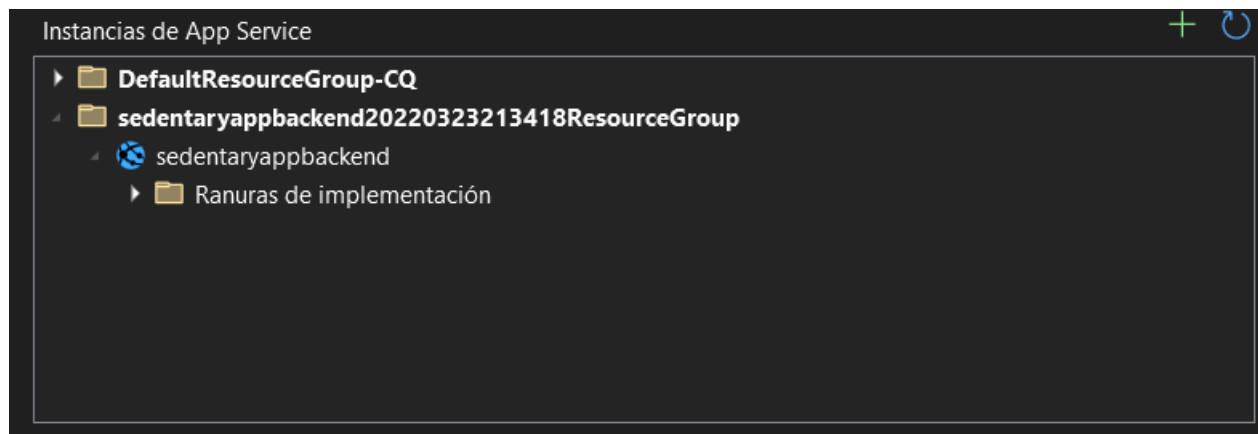 Instancias de App Service
DefaultResourceGroup-CQ
sedentaryappbackend20220323213418ResourceGroup
sedentaryappbackend
Ranuras de implementación